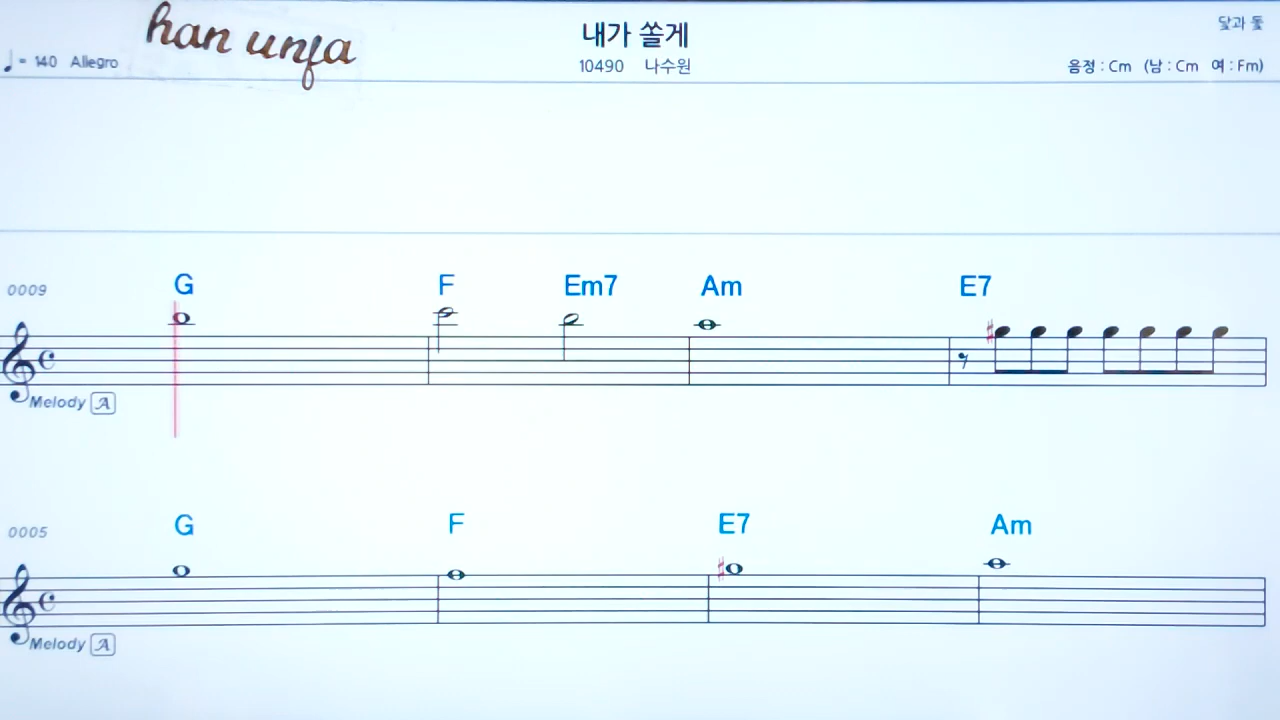 han unfa
내가 쏠게
닻과 돛
♩= 140 Allegro
10490 나수원
음정 : Cm (남 : Cm 여 : Fm)
G F Em7 Am E7
0009
Melody A
G F E7 Am
0005
Melody A